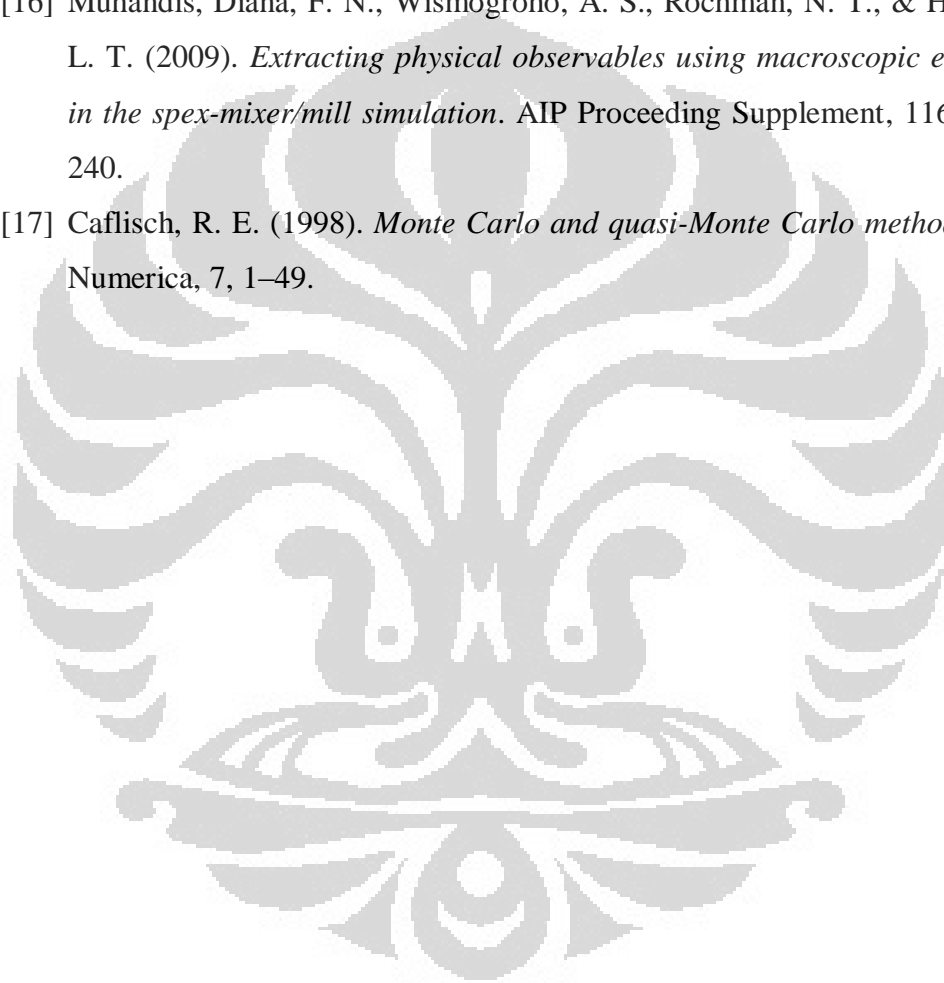 [16] Muhandis, Diana, F. N., Wismogroho, A. S., Rochman, N. T., & H
L. T. (2009). Extracting physical observables using macroscopic e
in the spex-mixer/mill simulation. AIP Proceeding Supplement, 116
240.
[17] Caflisch, R. E. (1998). Monte Carlo and quasi-Monte Carlo metho
Numerica, 7, 1–49.